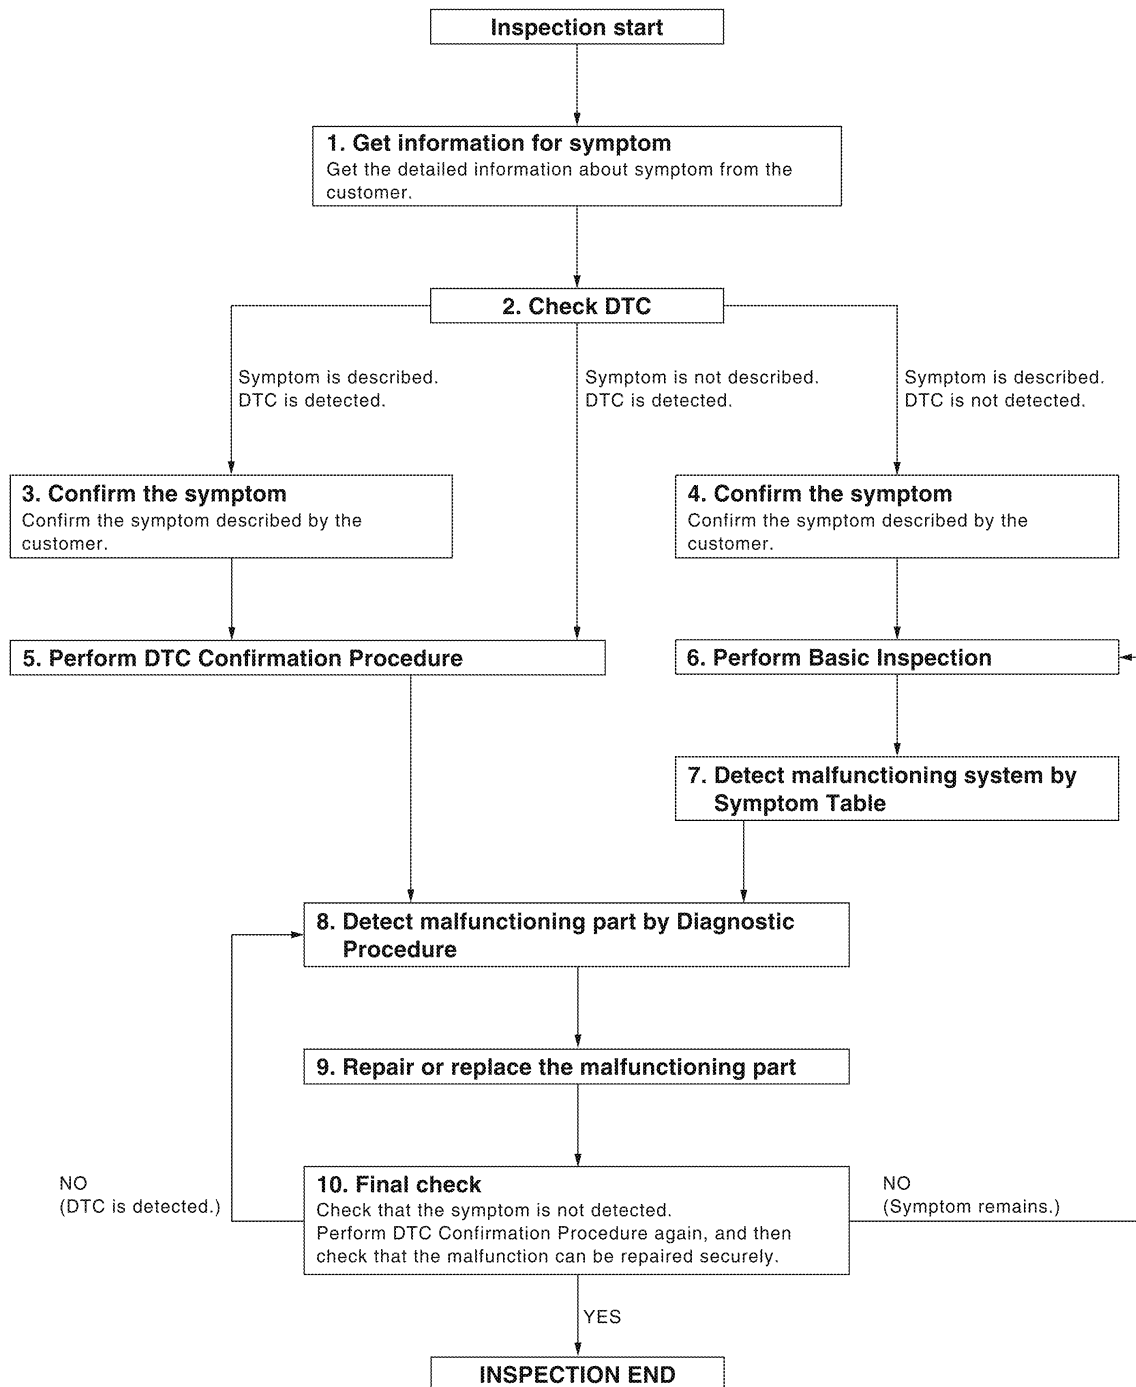 Inspection start
1. Get information for symptom
Get the detailed information about symptom from the
customer.
2. Check DTC
Symptom is described.
DTC is detected.
Symptom is not described.
DTC is detected.
Symptom is described.
DTC is not detected.
3. Confirm the symptom
Confirm the symptom described by the
customer.
4. Confirm the symptom
Confirm the symptom described by the
customer.
5. Perform DTC Confirmation Procedure
6. Perform Basic Inspection
7. Detect malfunctioning system by
Symptom Table
8. Detect malfunctioning part by Diagnostic
Procedure
9. Repair or replace the malfunctioning part
NO
(DTC is detected.)
10. Final check
Check that the symptom is not detected.
Perform DTC Confirmation Procedure again, and then
check that the malfunction can be repaired securely.
NO
(Symptom remains.)
YES
INSPECTION END